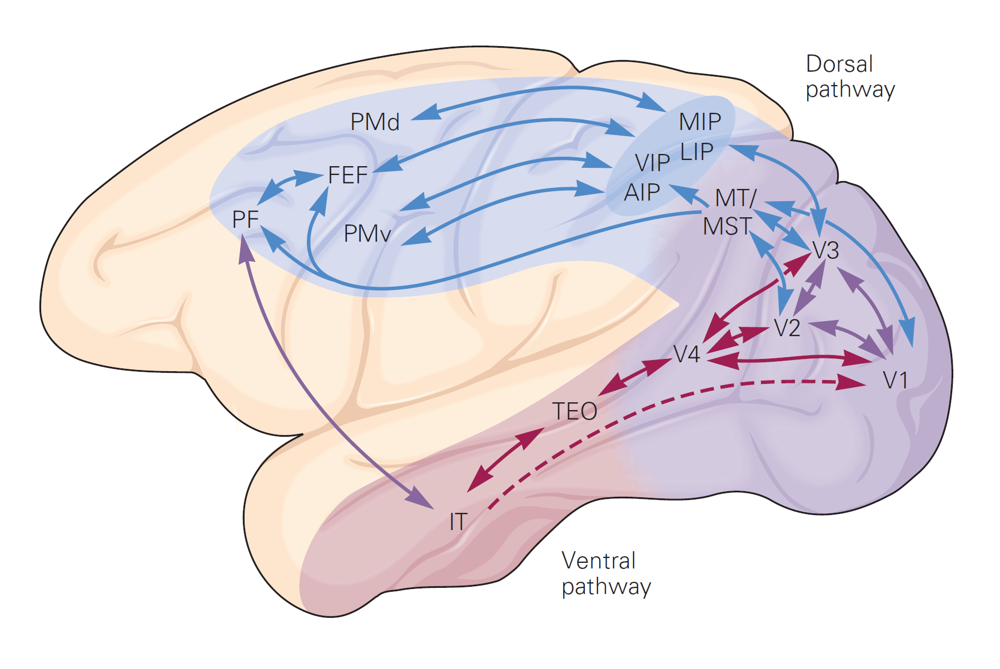 Dorsal
pathway
PMd
MIP
LIP
VIP
FEF
AIP
MT/
MST
PF
PMv
V3
V2
V4
V1
TEO
IT
Ventral
pathway